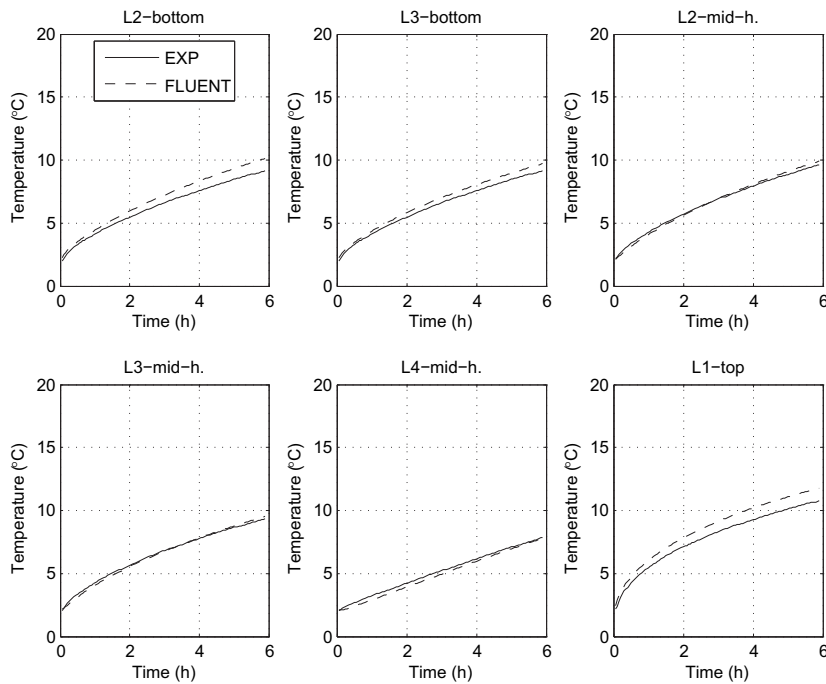 L2−bottom
20
15
10
5
0
0 2 4 6
Temperature (°C)
Time (h)
EXP
FLUENT
L3−bottom
20
15
10
5
0
0 2 4 6
Temperature (°C)
Time (h)
L2−mid−h.
20
15
10
5
0
0 2 4 6
Temperature (°C)
Time (h)
L3−mid−h.
20
15
10
5
0
0 2 4 6
Temperature (°C)
Time (h)
L4−mid−h.
20
15
10
5
0
0 2 4 6
Temperature (°C)
Time (h)
L1−top
20
15
10
5
0
0 2 4 6
Temperature (°C)
Time (h)